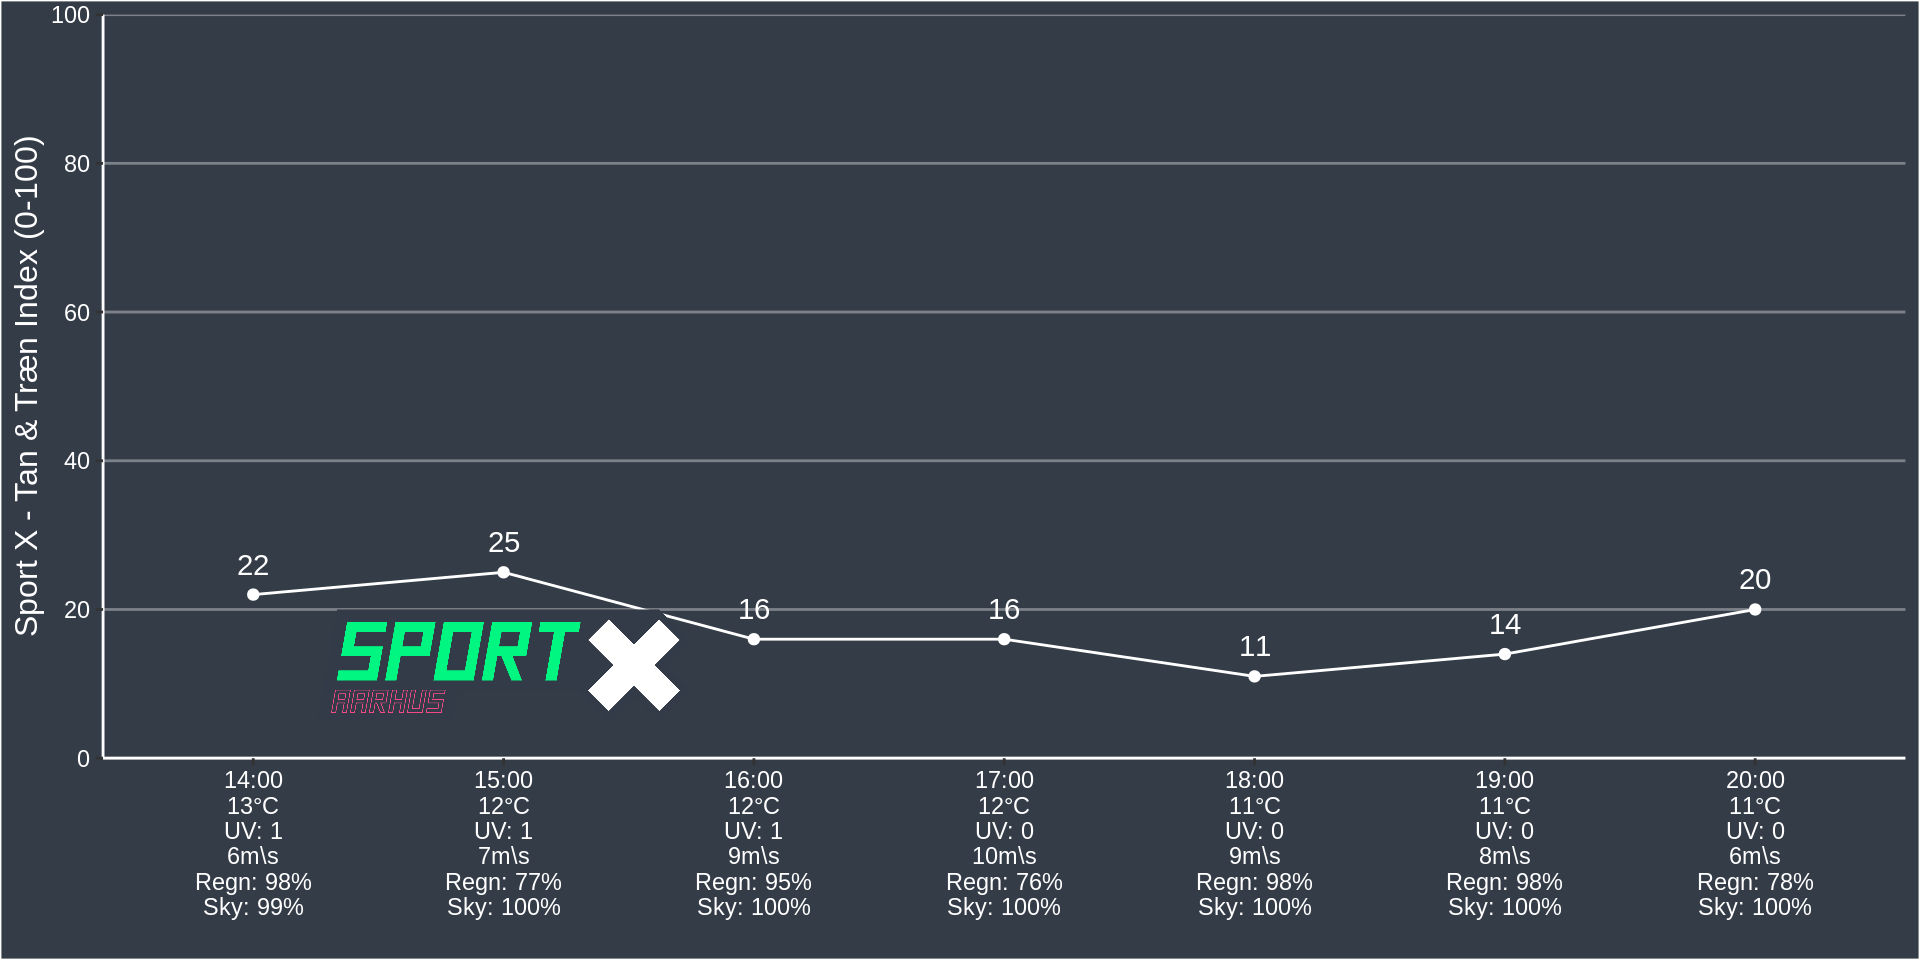 Sport X - Tan & Træn Index (0-100)
100
80
60
40
20
0
22
25
16
16
11
14
20
SPORT X
AARHUS
14:00
13°C
UV: 1
6m\s
Regn: 98%
Sky: 99%
15:00
12°C
UV: 1
7m\s
Regn: 77%
Sky: 100%
16:00
12°C
UV: 1
9m\s
Regn: 95%
Sky: 100%
17:00
12°C
UV: 0
10m\s
Regn: 76%
Sky: 100%
18:00
11°C
UV: 0
9m\s
Regn: 98%
Sky: 100%
19:00
11°C
UV: 0
8m\s
Regn: 98%
Sky: 100%
20:00
11°C
UV: 0
6m\s
Regn: 78%
Sky: 100%